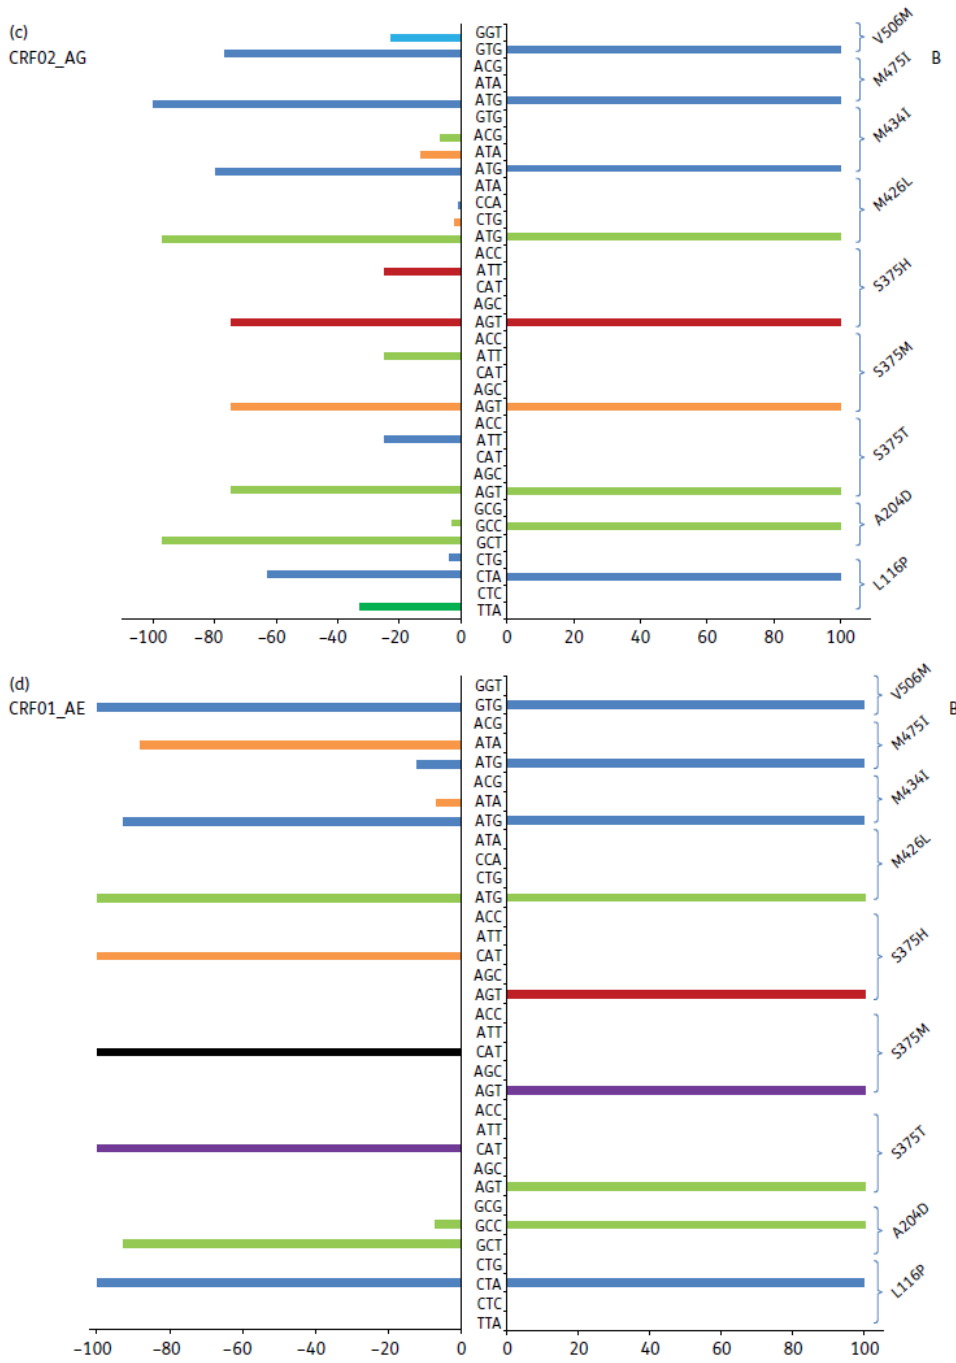 (c)
CRF02_AG
B
GGT
GTG
ACG
ATA
ATG
GTG
ACG
ATA
ATG
ATA
CCA
CTG
ATG
ACC
ATT
CAT
AGC
AGT
ACC
ATT
CAT
AGC
AGT
ACC
ATT
CAT
AGC
AGT
GCG
GCC
GCT
CTG
CTA
CTC
TTA
V506M
M475I
M434I
M426L
S375H
S375M
S375T
A204D
L116P
−100 −80 −60 −40 −20 0 0 20 40 60 80 100
(d)
CRF01_AE
B
GGT
GTG
ACG
ATA
ATG
ACG
ATA
ATG
ATA
CCA
CTG
ATG
ACC
ATT
CAT
AGC
AGT
ACC
ATT
CAT
AGC
AGT
ACC
ATT
CAT
AGC
AGT
GCG
GCC
GCT
CTG
CTA
CTC
TTA
V506M
M475I
M434I
M426L
S375H
S375M
S375T
A204D
L116P
−100 −80 −60 −40 −20 0 0 20 40 60 80 100